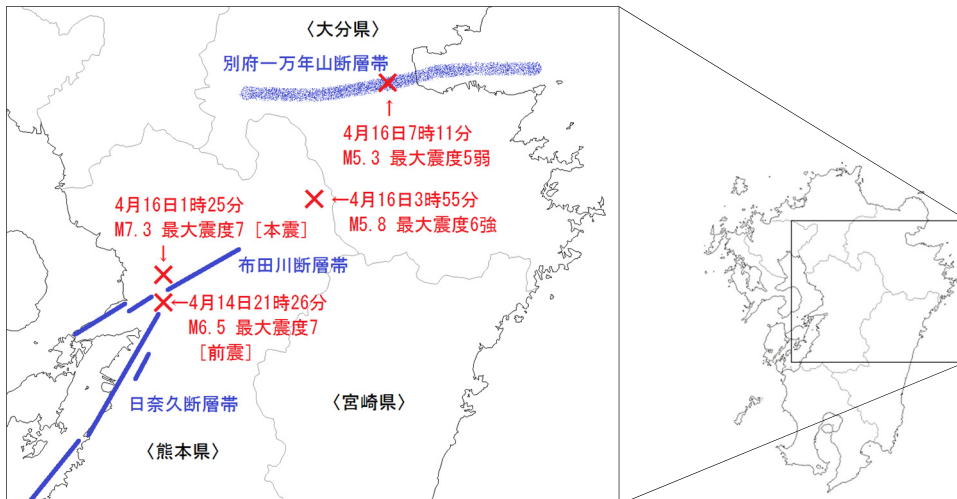 〈大分県〉
別府一万年山断層帯
↑
4月16日7時11分
M5.3 最大震度5弱
←4月16日3時55分
M5.8 最大震度6強
4月16日1時25分
M7.3 最大震度7 [本震]
↓
布田川断層帯
←4月14日21時26分
M6.5 最大震度7
[前震]
日奈久断層帯
〈宮崎県〉
〈熊本県〉